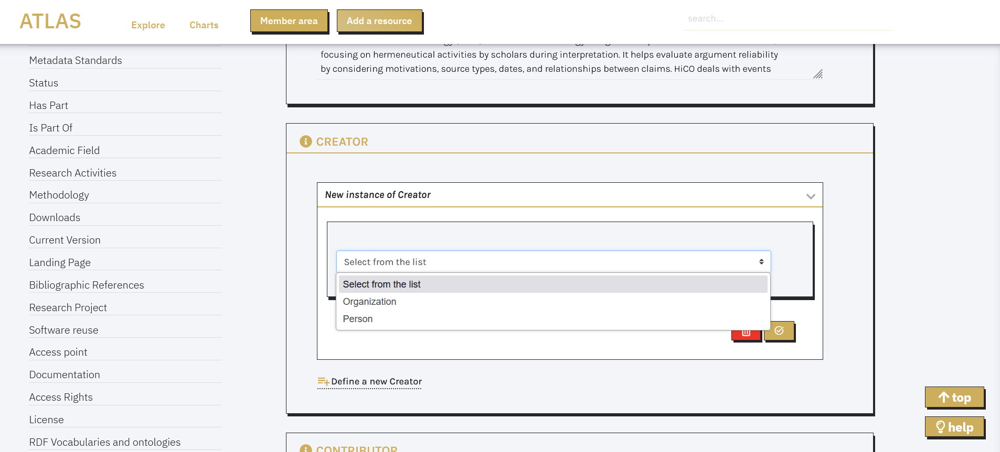 ATLAS
Explore
Charts
Member area
Add a resource
search...
Metadata Standards
Status
Has Part
Is Part Of
Academic Field
Research Activities
Methodology
Downloads
Current Version
Landing Page
Bibliographic References
Research Project
Software reuse
Access point
Documentation
Access Rights
License
RDF Vocabularies and ontologies
focusing on hermeneutical activities by scholars during interpretation. It helps evaluate argument reliability
by considering motivations, source types, dates, and relationships between claims. HiCO deals with events
CREATOR
New instance of Creator
Select from the list
Select from the list
Organization
Person
Define a new Creator
CONTRIBUTOR
top
help